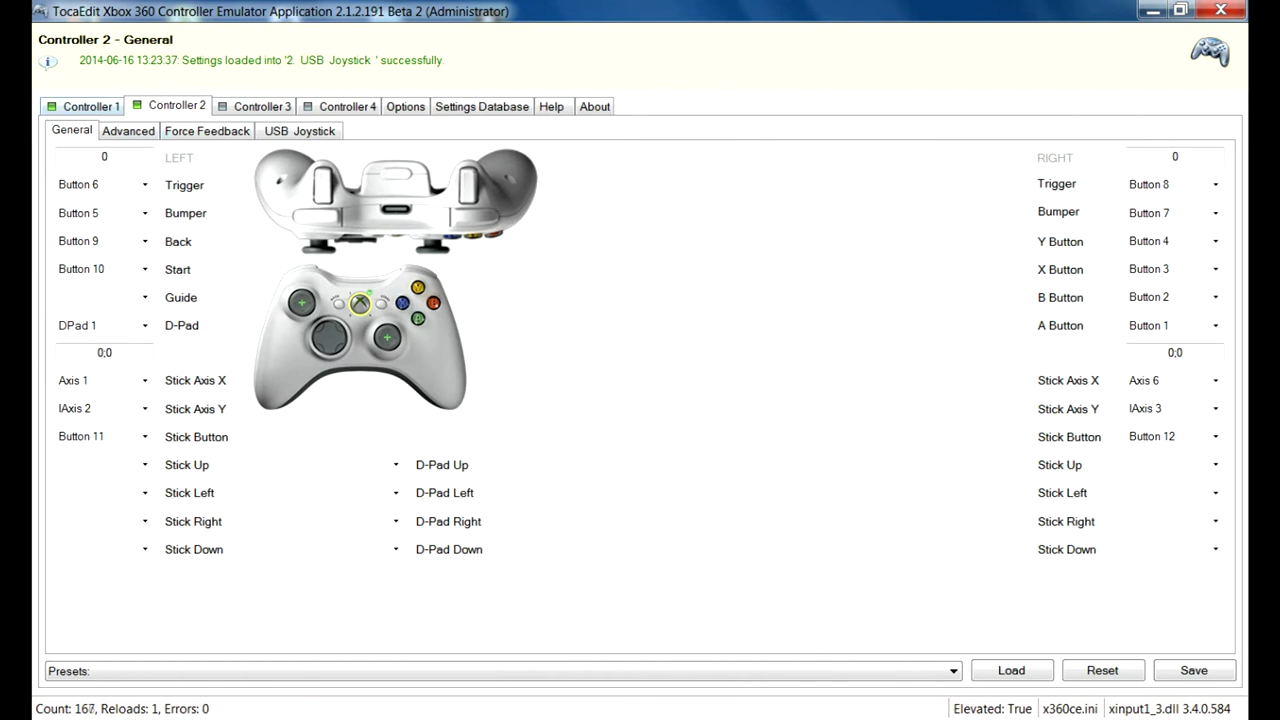 TocaEdit Xbox 360 Controller Emulator Application 2.1.2.191 Beta 2 (Administrator)
Controller 2 - General
2014-06-16 13:23:37: Settings loaded into '2. USB Joystick ' successfully.
Controller 1 Controller 2 Controller 3 Controller 4 Options Settings Database Help About
General Advanced Force Feedback USB Joystick
0 LEFT RIGHT 0
Button 6 Trigger Trigger Button 8
Button 5 Bumper Bumper Button 7
Button 9 Back Y Button Button 4
Button 10 Start X Button Button 3
Guide B Button Button 2
DPad 1 D-Pad A Button Button 1
0;0 0;0
Axis 1 Stick Axis X Stick Axis X Axis 6
IAxis 2 Stick Axis Y Stick Axis Y IAxis 3
Button 11 Stick Button Stick Button Button 12
Stick Up D-Pad Up Stick Up
Stick Left D-Pad Left Stick Left
Stick Right D-Pad Right Stick Right
Stick Down D-Pad Down Stick Down
Presets: Load Reset Save
Count: 167, Reloads: 1, Errors: 0 Elevated: True x360ce.ini xinput1_3.dll 3.4.0.584